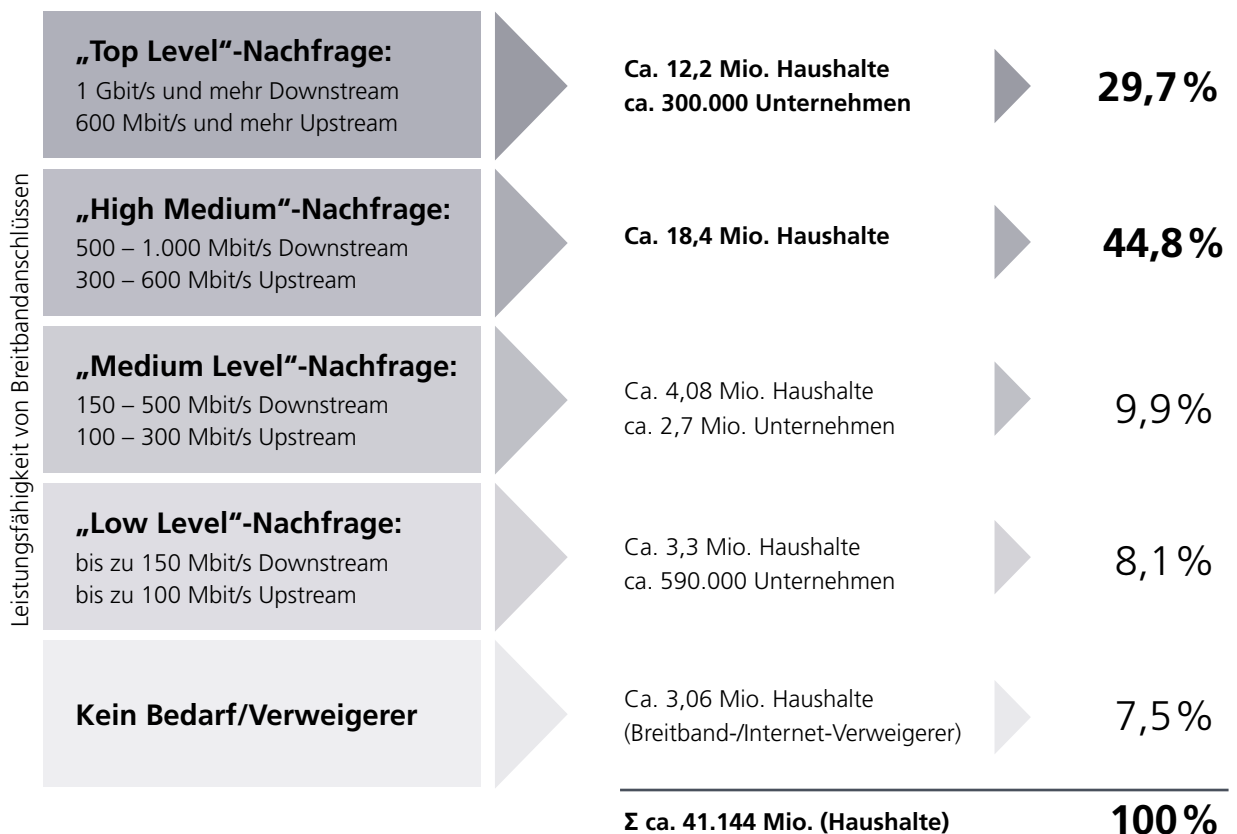 Leistungsfähigkeit von Breitbandanschlüssen
„Top Level“-Nachfrage:
1 Gbit/s und mehr Downstream
600 Mbit/s und mehr Upstream
Ca. 12,2 Mio. Haushalte
ca. 300.000 Unternehmen
29,7 %
„High Medium“-Nachfrage:
500 – 1.000 Mbit/s Downstream
300 – 600 Mbit/s Upstream
Ca. 18,4 Mio. Haushalte
44,8 %
„Medium Level“-Nachfrage:
150 – 500 Mbit/s Downstream
100 – 300 Mbit/s Upstream
Ca. 4,08 Mio. Haushalte
ca. 2,7 Mio. Unternehmen
9,9 %
„Low Level“-Nachfrage:
bis zu 150 Mbit/s Downstream
bis zu 100 Mbit/s Upstream
Ca. 3,3 Mio. Haushalte
ca. 590.000 Unternehmen
8,1 %
Kein Bedarf/Verweigerer
Ca. 3,06 Mio. Haushalte
(Breitband-/Internet-Verweigerer)
7,5 %
Σ ca. 41.144 Mio. (Haushalte)
100 %